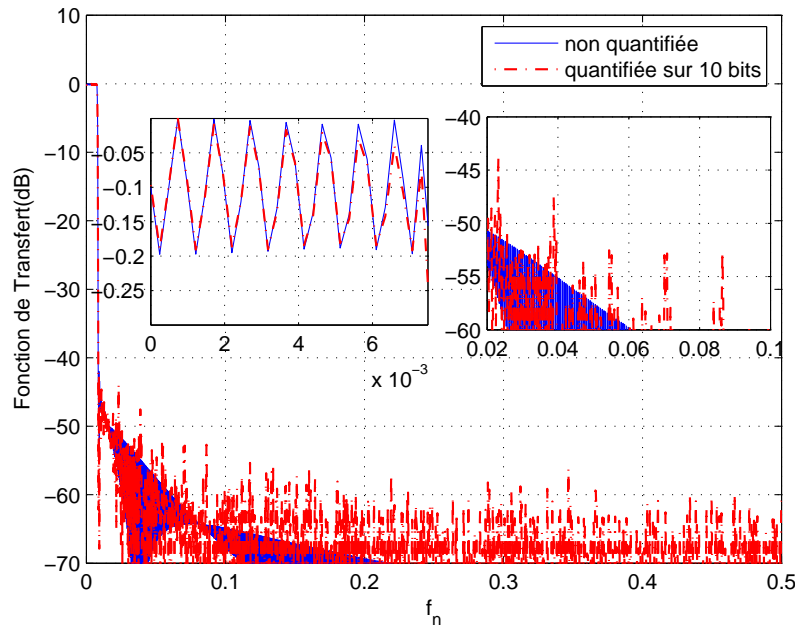 10
0
−10
−20
−30
−40
−50
−60
−70
Fonction de Transfert(dB)
non quantifiée
quantifiée sur 10 bits
−0.05
−0.1
−0.15
−0.2
−0.25
0 2 4 6
x 10⁻³
−40
−45
−50
−55
−60
0.02 0.04 0.06 0.08 0.1
0 0.1 0.2 0.3 0.4 0.5
f_n